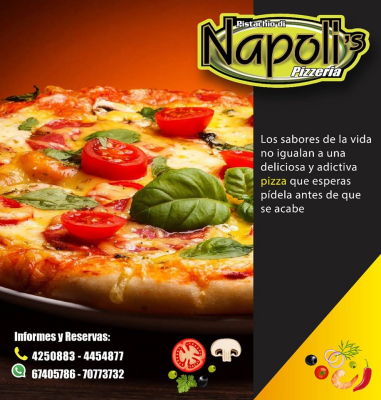 Pistachio di
Napoli's
Pizzería
Los sabores de la vida
no igualan a una
deliciosa y adictiva
pizza que esperas
pídela antes de que
se acabe
Informes y Reservas:
4250883 - 4454877
67405786 - 70773732